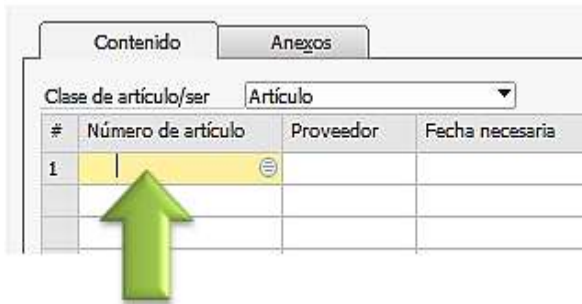 Contenido Anexos
Clase de artículo/ser Artículo
# Número de artículo Proveedor Fecha necesaria
1